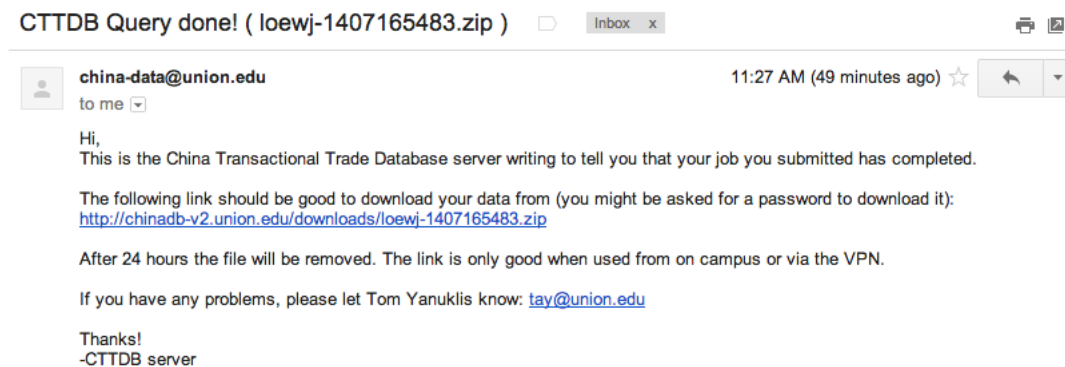 CTTDB Query done! ( loewj-1407165483.zip ) Inbox x
china-data@union.edu 11:27 AM (49 minutes ago)
to me
Hi,
This is the China Transactional Trade Database server writing to tell you that your job you submitted has completed.
The following link should be good to download your data from (you might be asked for a password to download it):
http://chinadb-v2.union.edu/downloads/loewj-1407165483.zip
After 24 hours the file will be removed. The link is only good when used from on campus or via the VPN.
If you have any problems, please let Tom Yanuklis know: tay@union.edu
Thanks!
-CTTDB server